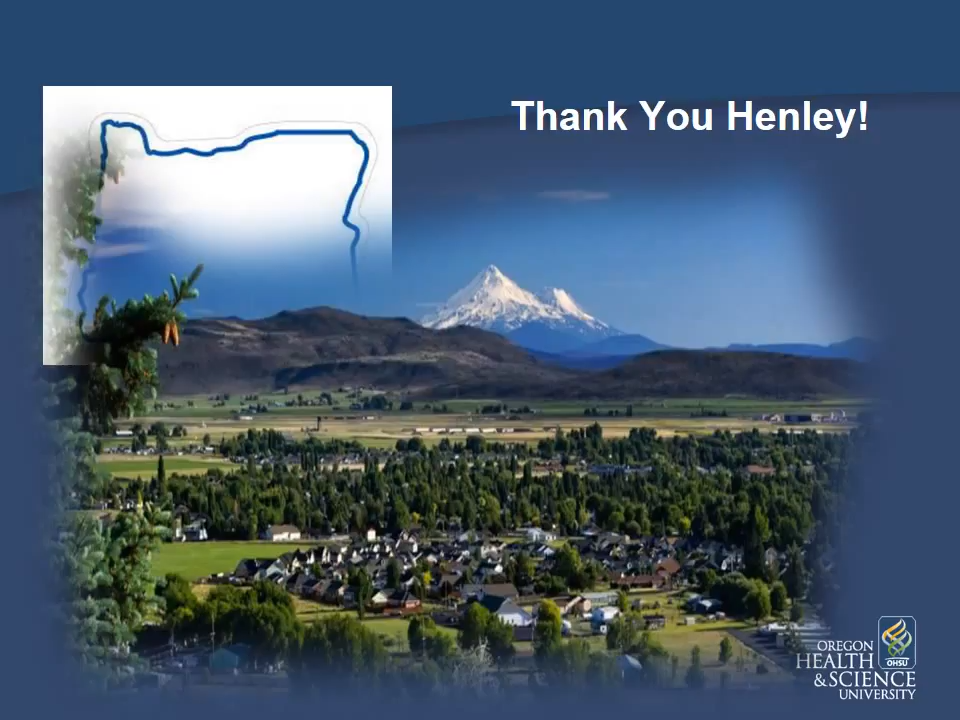 Thank You Henley!
OREGON
HEALTH
& SCIENCE
UNIVERSITY
OHSU